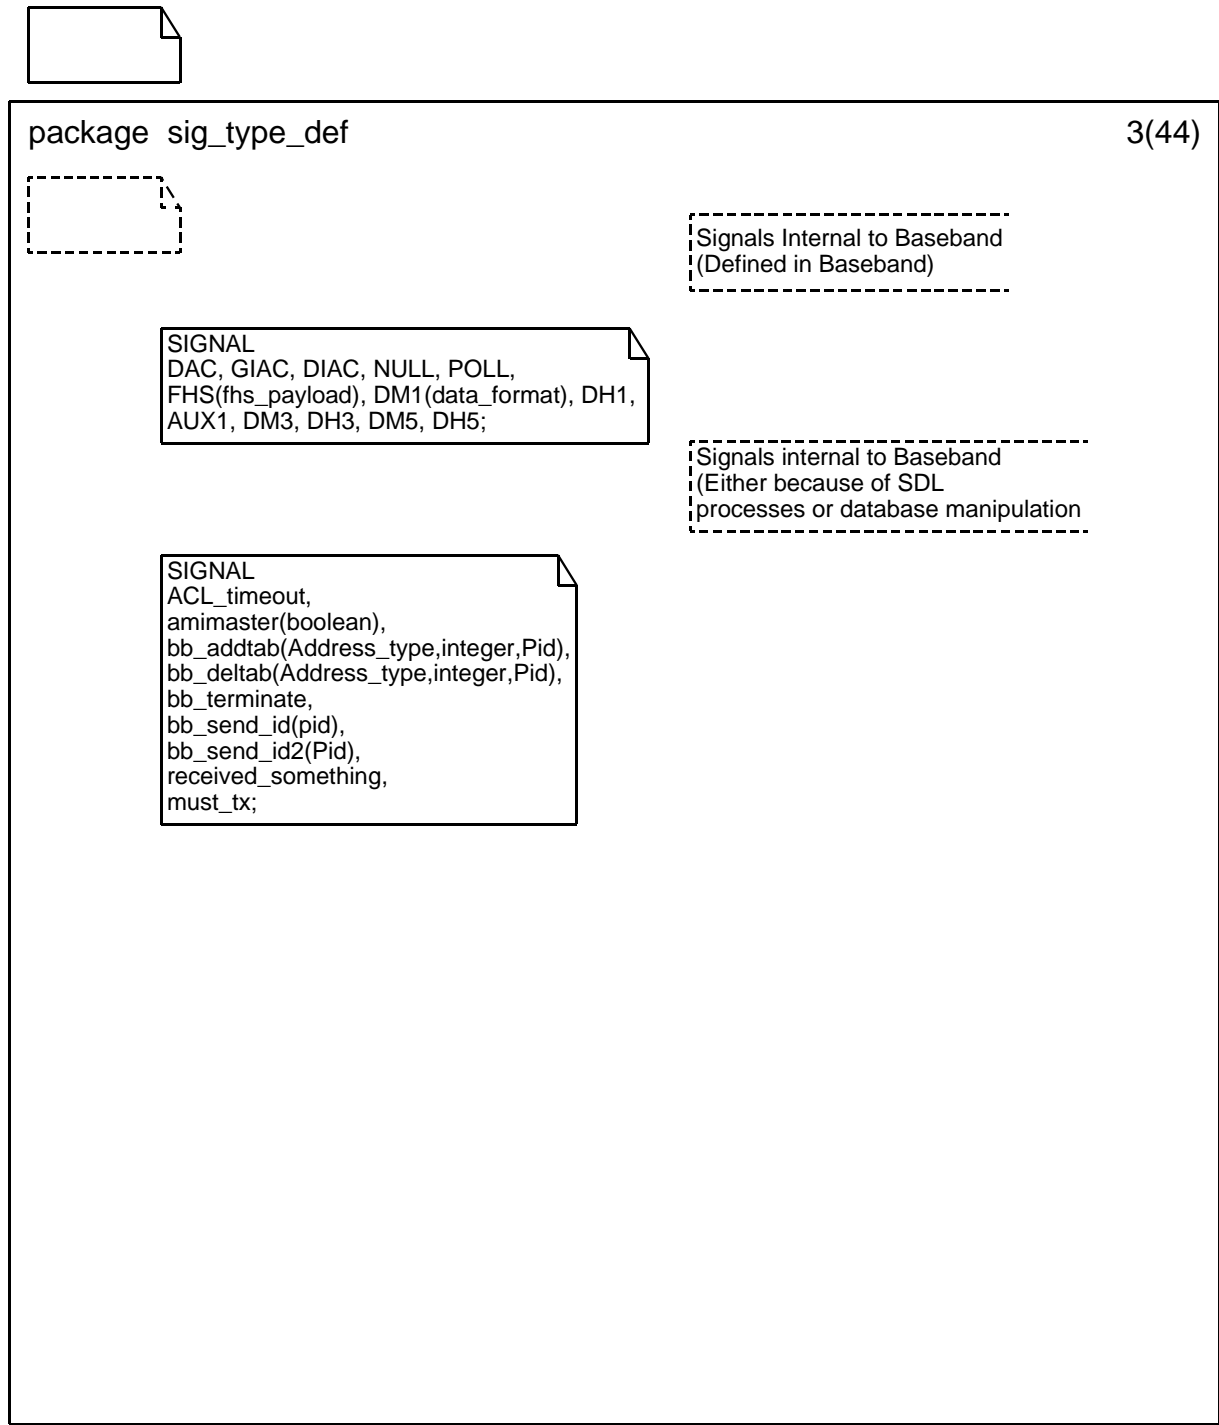 package sig_type_def 3(44)
Signals Internal to Baseband
(Defined in Baseband)
SIGNAL
DAC, GIAC, DIAC, NULL, POLL,
FHS(fhs_payload), DM1(data_format), DH1,
AUX1, DM3, DH3, DM5, DH5;
Signals internal to Baseband
(Either because of SDL
processes or database manipulation
SIGNAL
ACL_timeout,
amimaster(boolean),
bb_addtab(Address_type,integer,Pid),
bb_deltab(Address_type,integer,Pid),
bb_terminate,
bb_send_id(pid),
bb_send_id2(Pid),
received_something,
must_tx;